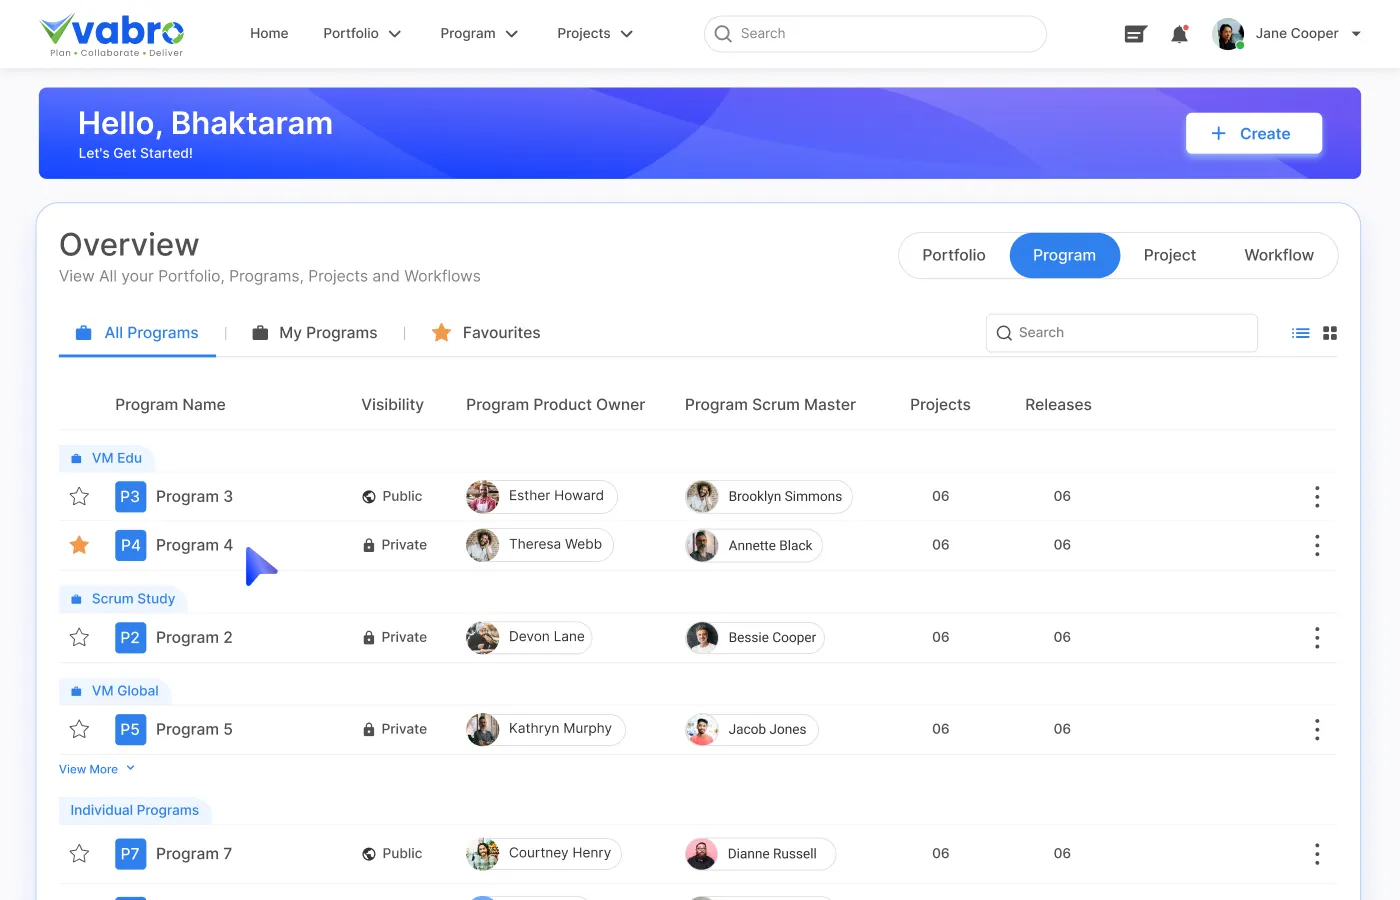 vabro
Plan • Collaborate • Deliver
Home
Portfolio
Program
Projects
Search
Jane Cooper
Hello, Bhaktaram
Let's Get Started!
+ Create
Overview
View All your Portfolio, Programs, Projects and Workflows
Portfolio
Program
Project
Workflow
All Programs | My Programs | Favourites
Search
Program Name Visibility Program Product Owner Program Scrum Master Projects Releases
VM Edu
P3 Program 3 Public Esther Howard Brooklyn Simmons 06 06
P4 Program 4 Private Theresa Webb Annette Black 06 06
Scrum Study
P2 Program 2 Private Devon Lane Bessie Cooper 06 06
VM Global
P5 Program 5 Private Kathryn Murphy Jacob Jones 06 06
View More
Individual Programs
P7 Program 7 Public Courtney Henry Dianne Russell 06 06